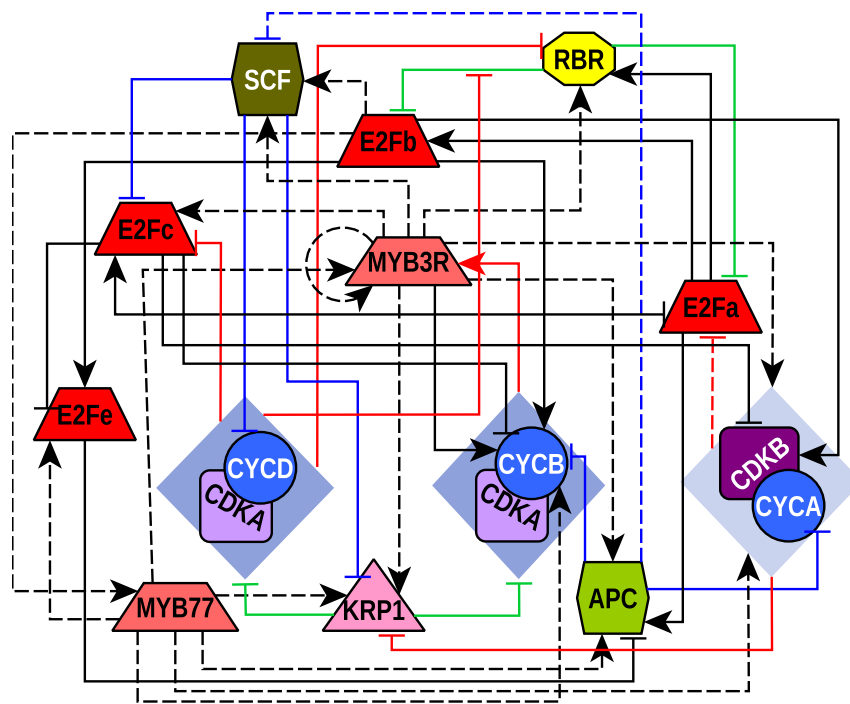 RBR
SCF
E2Fb
E2Fc
MYB3R
E2Fa
E2Fe
CYCD
CDKA
CYCB
CDKA
CDKB
CYCA
MYB77
KRP1
APC